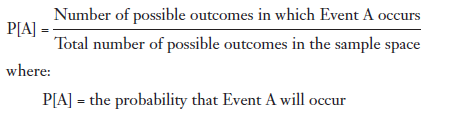 P[A] = Number of possible outcomes in which Event A occurs
Total number of possible outcomes in the sample space
where:
P[A] = the probability that Event A will occur